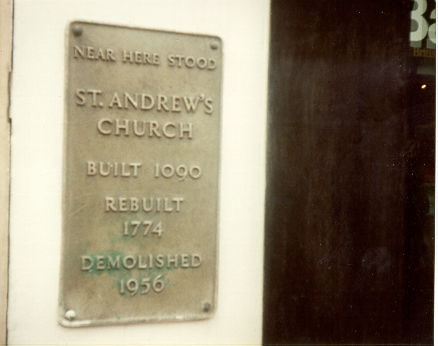 NEAR HERE STOOD
ST. ANDREW'S
CHURCH
BUILT 1090
REBUILT
1774
DEMOLISHED
1956